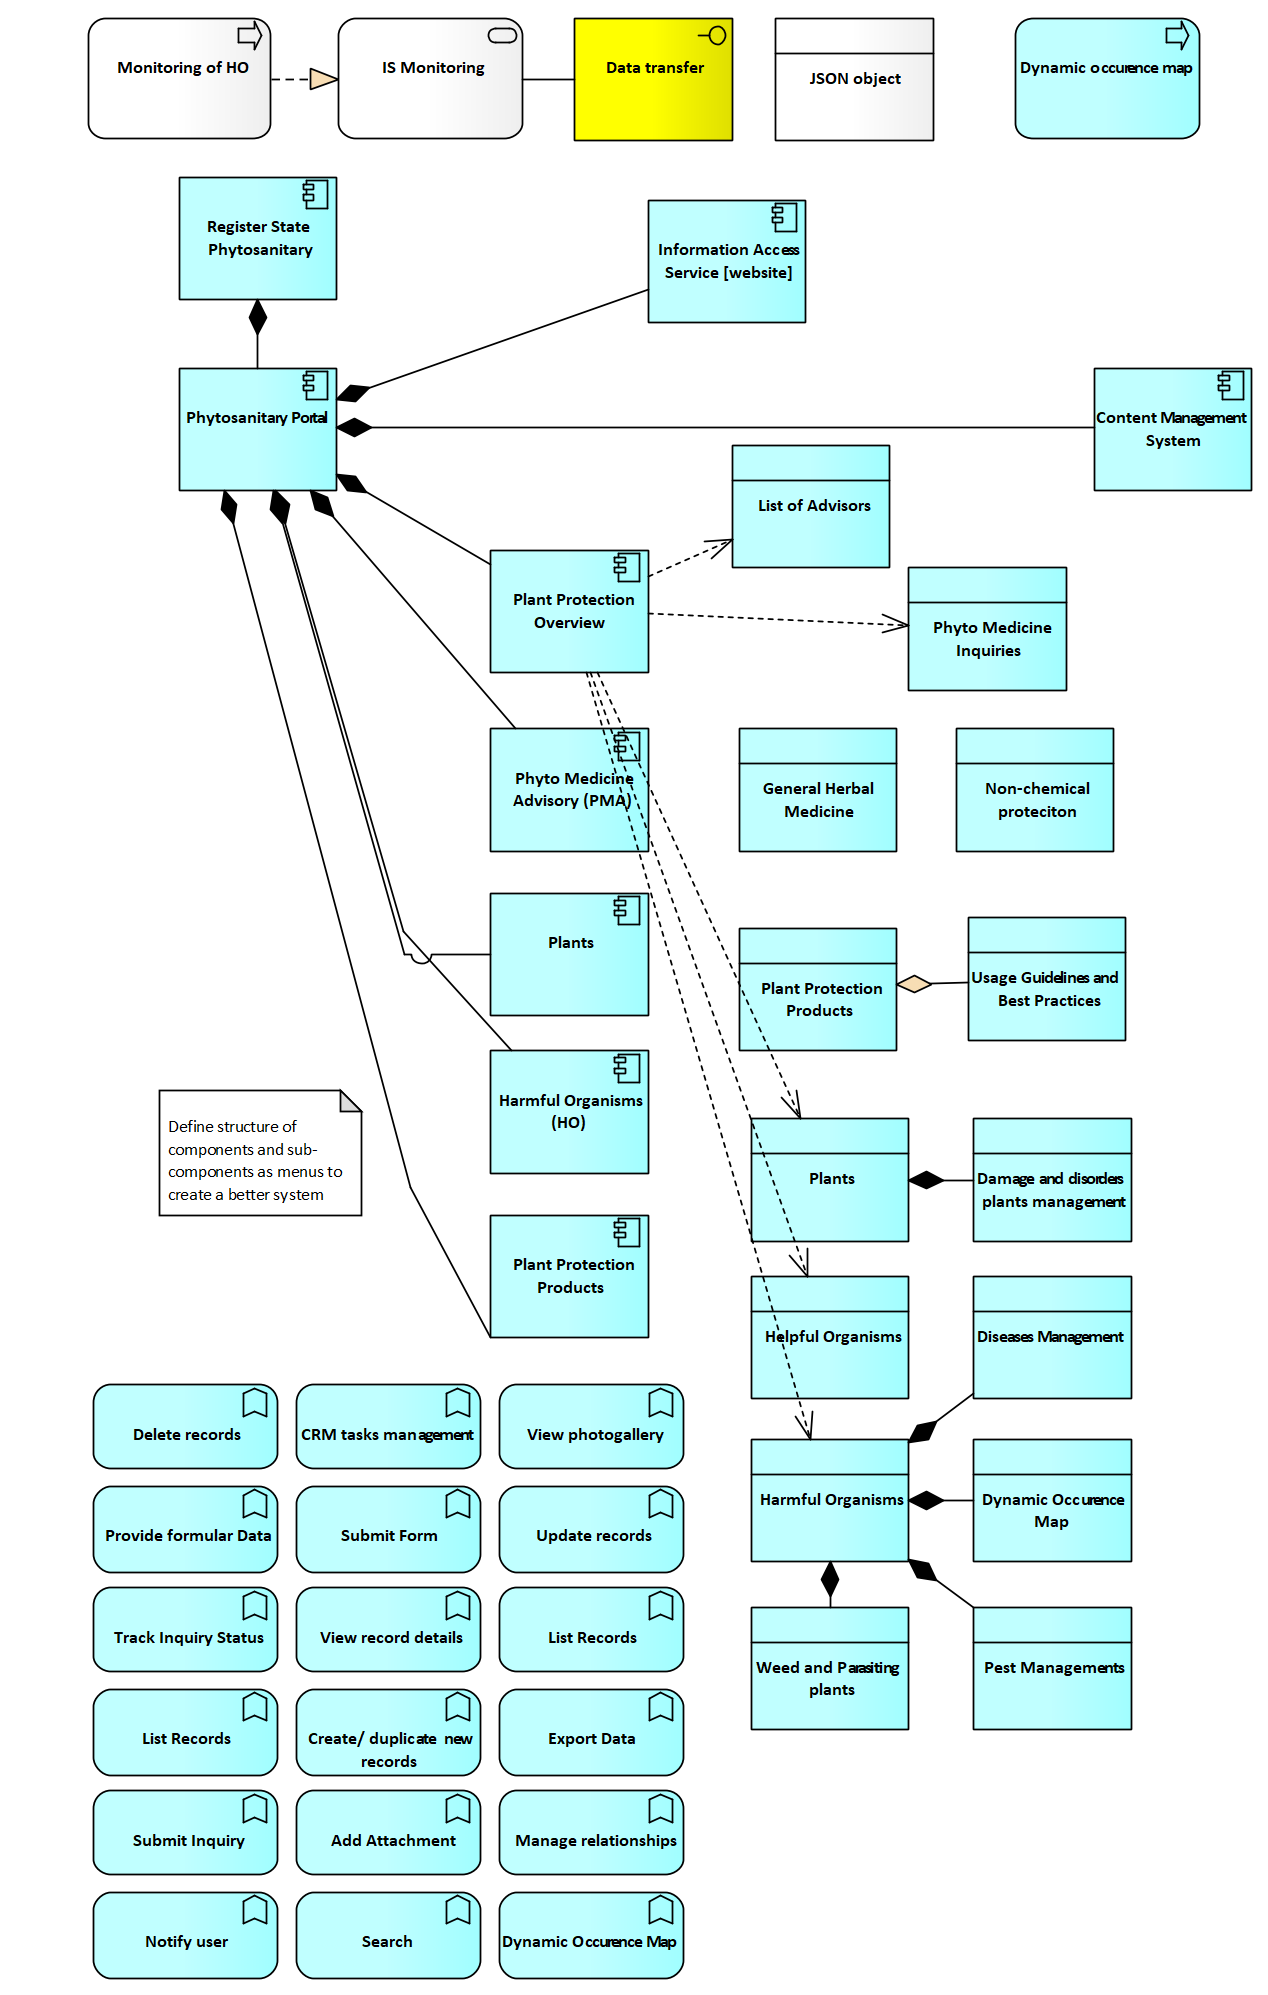 Monitoring of HO
IS Monitoring
Data transfer
JSON object
Dynamic occurence map
Register State
Phytosanitary
Information Access
Service [website]
Phytosanitary Portal
Content Management
System
List of Advisors
Plant Protection
Overview
Phyto Medicine
Inquiries
Phyto Medicine
Advisory (PMA)
General Herbal
Medicine
Non-chemical
proteciton
Plants
Plant Protection
Products
Usage Guidelines and
Best Practices
Harmful Organisms
(HO)
Define structure of
components and sub-
components as menus to
create a better system
Plants
Damage and disorders
plants management
Plant Protection
Products
Helpful Organisms
Diseases Management
Harmful Organisms
Dynamic Occurence
Map
Weed and Parasiting
plants
Pest Managements
Delete records
CRM tasks management
View photogallery
Provide formular Data
Submit Form
Update records
Track Inquiry Status
View record details
List Records
List Records
Create/ duplicate new
records
Export Data
Submit Inquiry
Add Attachment
Manage relationships
Notify user
Search
Dynamic Occurence Map